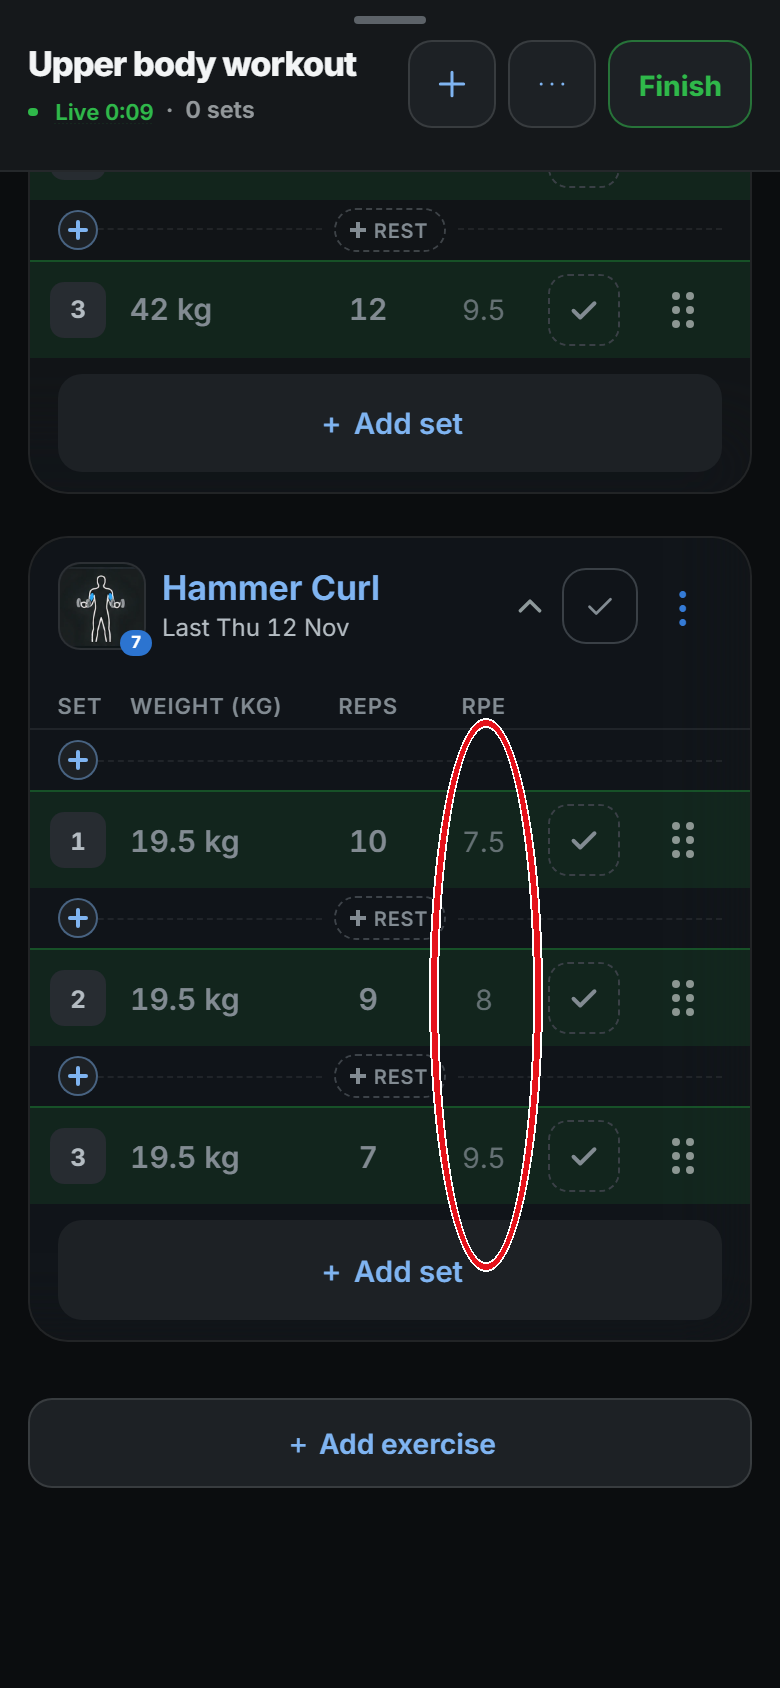 Upper body workout
Live 0:09 · 0 sets
+ ··· Finish
+ REST
3 42 kg 12 9.5
+ Add set
Hammer Curl
Last Thu 12 Nov
7
SET WEIGHT (KG) REPS RPE
1 19.5 kg 10 7.5
+ REST
2 19.5 kg 9 8
+ REST
3 19.5 kg 7 9.5
+ Add set
+ Add exercise